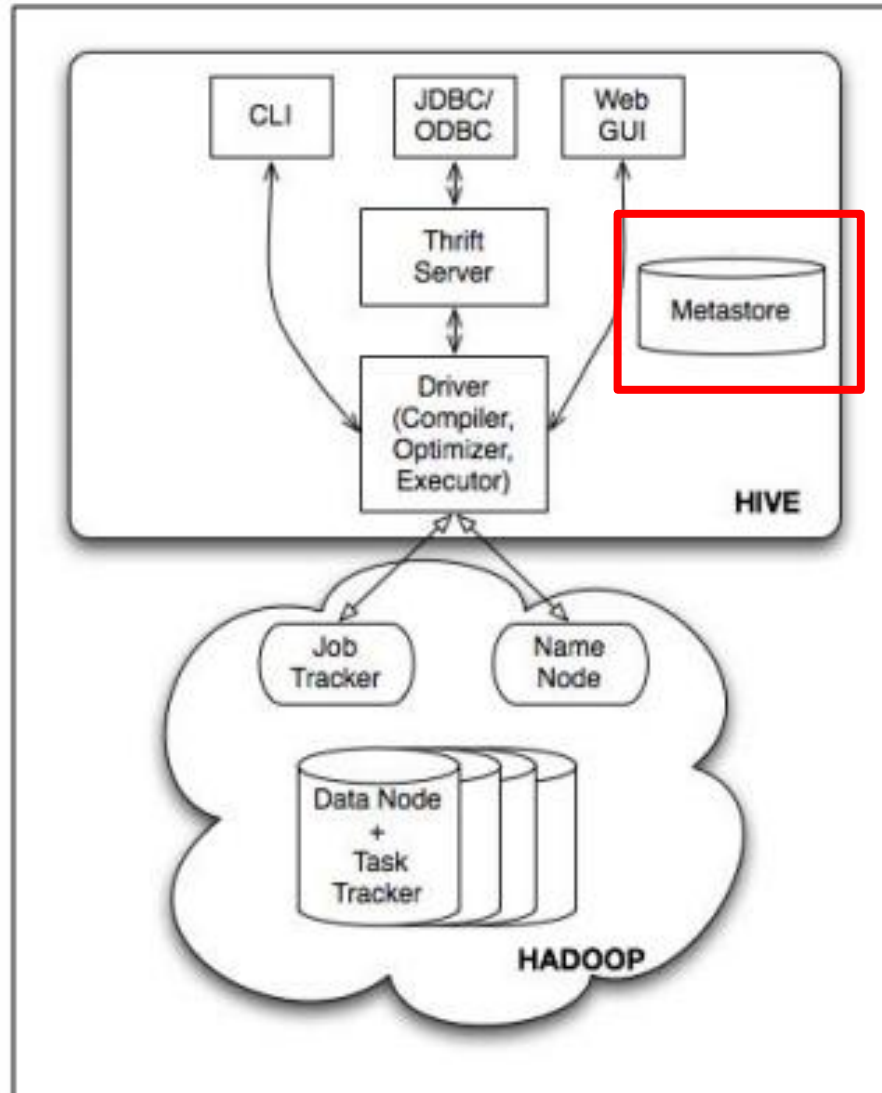 CLI
JDBC/
ODBC
Web
GUI
Thrift
Server
Metastore
Driver
(Compiler,
Optimizer,
Executor)
HIVE
Job
Tracker
Name
Node
Data Node
+
Task
Tracker
HADOOP